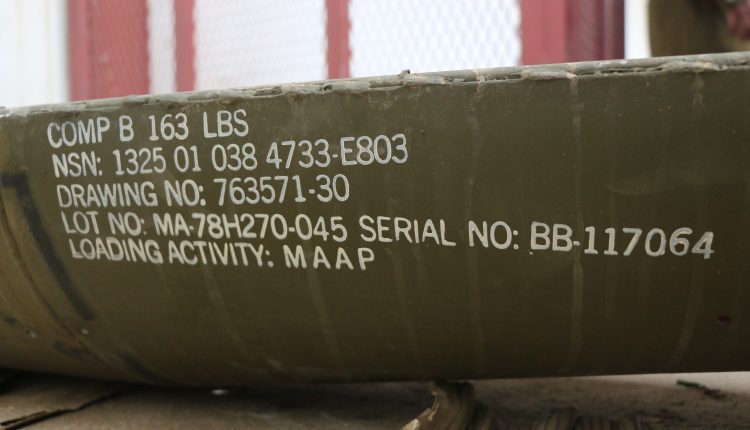 COMP B 163 LBS
NSN: 1325 01 038 4733-E803
DRAWING NO: 763571-30
LOT NO: MA-78H270-045 SERIAL NO: BB-117064
LOADING ACTIVITY: MAAP